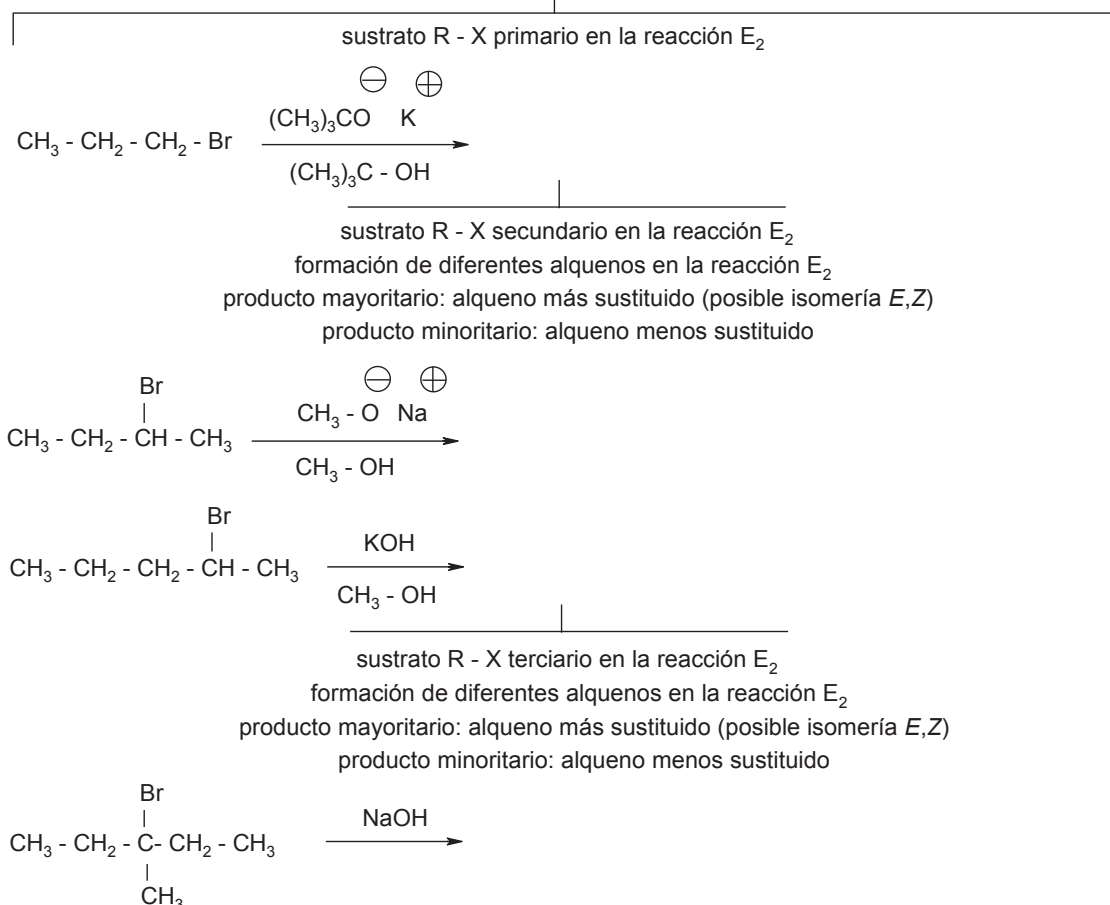 sustrato R - X primario en la reacción E₂
⊖ ⊕
(CH₃)₃CO K
CH₃ - CH₂ - CH₂ - Br
(CH₃)₃C - OH
sustrato R - X secundario en la reacción E₂
formación de diferentes alquenos en la reacción E₂
producto mayoritario: alqueno más sustituido (posible isomería E,Z)
producto minoritario: alqueno menos sustituido
⊖ ⊕
Br
CH₃ - O Na
CH₃ - CH₂ - CH - CH₃
CH₃ - OH
Br
KOH
CH₃ - CH₂ - CH₂ - CH - CH₃
CH₃ - OH
sustrato R - X terciario en la reacción E₂
formación de diferentes alquenos en la reacción E₂
producto mayoritario: alqueno más sustituido (posible isomería E,Z)
producto minoritario: alqueno menos sustituido
Br
NaOH
CH₃ - CH₂ - C- CH₂ - CH₃
CH₃